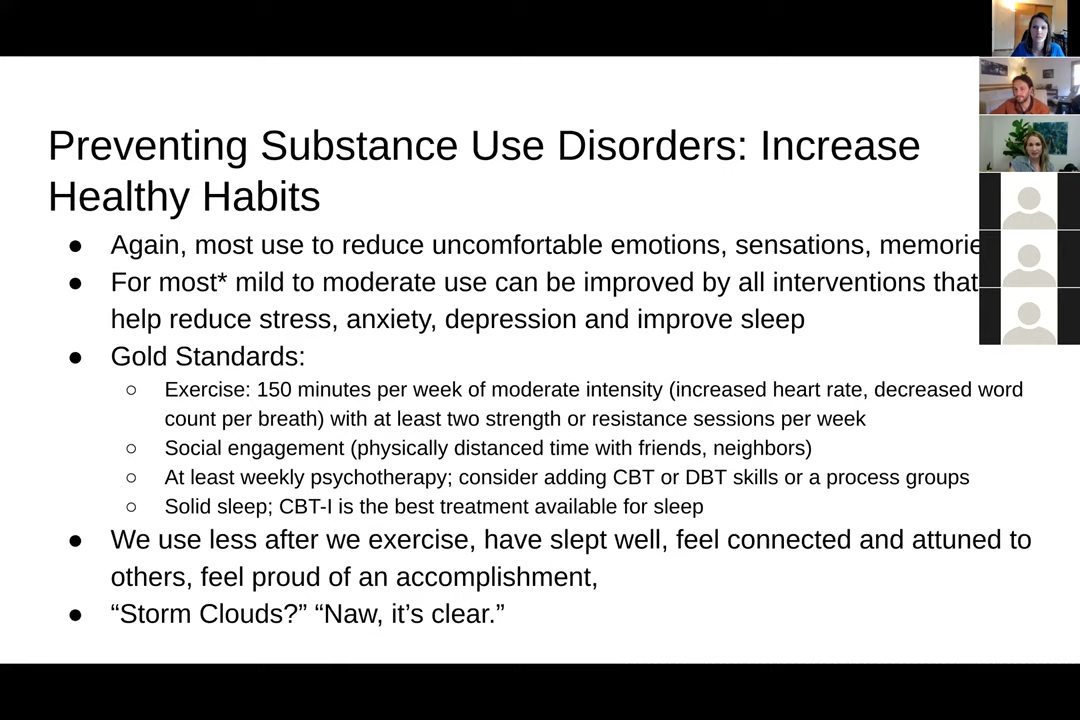 Preventing Substance Use Disorders: Increase
Healthy Habits
● Again, most use to reduce uncomfortable emotions, sensations, memorie
● For most* mild to moderate use can be improved by all interventions that
help reduce stress, anxiety, depression and improve sleep
● Gold Standards:
○ Exercise: 150 minutes per week of moderate intensity (increased heart rate, decreased word
count per breath) with at least two strength or resistance sessions per week
○ Social engagement (physically distanced time with friends, neighbors)
○ At least weekly psychotherapy; consider adding CBT or DBT skills or a process groups
○ Solid sleep; CBT-I is the best treatment available for sleep
● We use less after we exercise, have slept well, feel connected and attuned to
others, feel proud of an accomplishment,
● “Storm Clouds?” “Naw, it’s clear.”